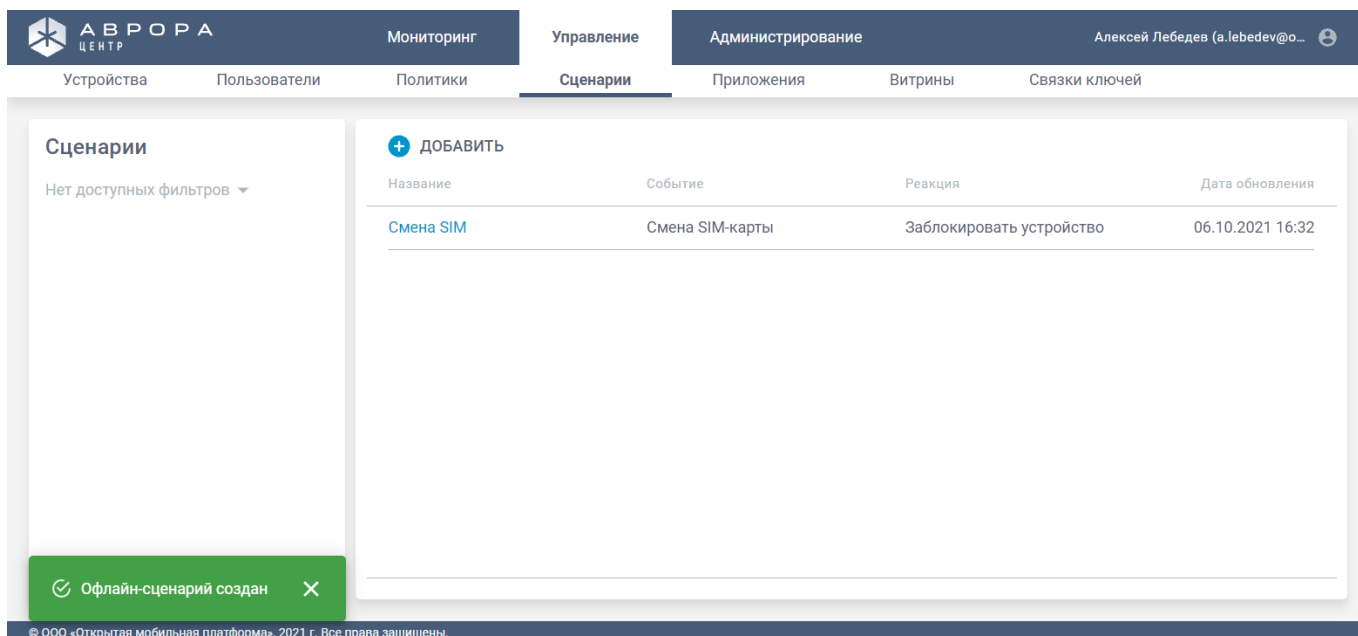 АВРОРА
ЦЕНТР
Мониторинг Управление Администрирование Алексей Лебедев (a.lebedev@o...
Устройства Пользователи Политики Сценарии Приложения Витрины Связки ключей
Сценарии
Нет доступных фильтров
ДОБАВИТЬ
Название Событие Реакция Дата обновления
Смена SIM Смена SIM-карты Заблокировать устройство 06.10.2021 16:32
Офлайн-сценарий создан
© ООО «Открытая мобильная платформа», 2021 г. Все права защищены.